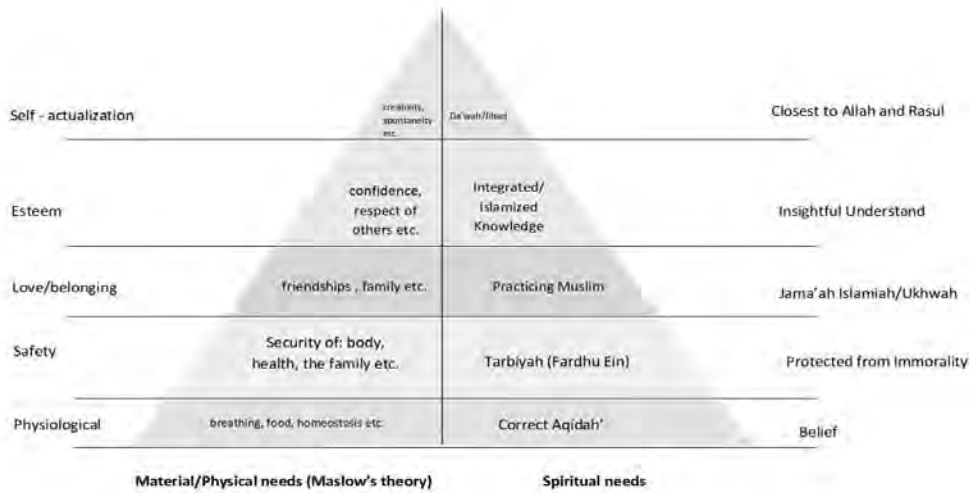 creativity,
spontaneity
etc.
Da'wah/Jihad
Self - actualization
Closest to Allah and Rasul
confidence,
respect of
others etc.
Integrated/
Islamized
Knowledge
Esteem
Insightful Understand
Love/belonging
friendships , family etc.
Practicing Muslim
Jama'ah Islamiah/Ukhwah
Security of: body,
health, the family etc.
Safety
Tarbiyah (Fardhu Ein)
Protected from Immorality
Physiological
breathing, food, homeostosis etc
Correct Aqidah'
Belief
Material/Physical needs (Maslow's theory)
Spiritual needs